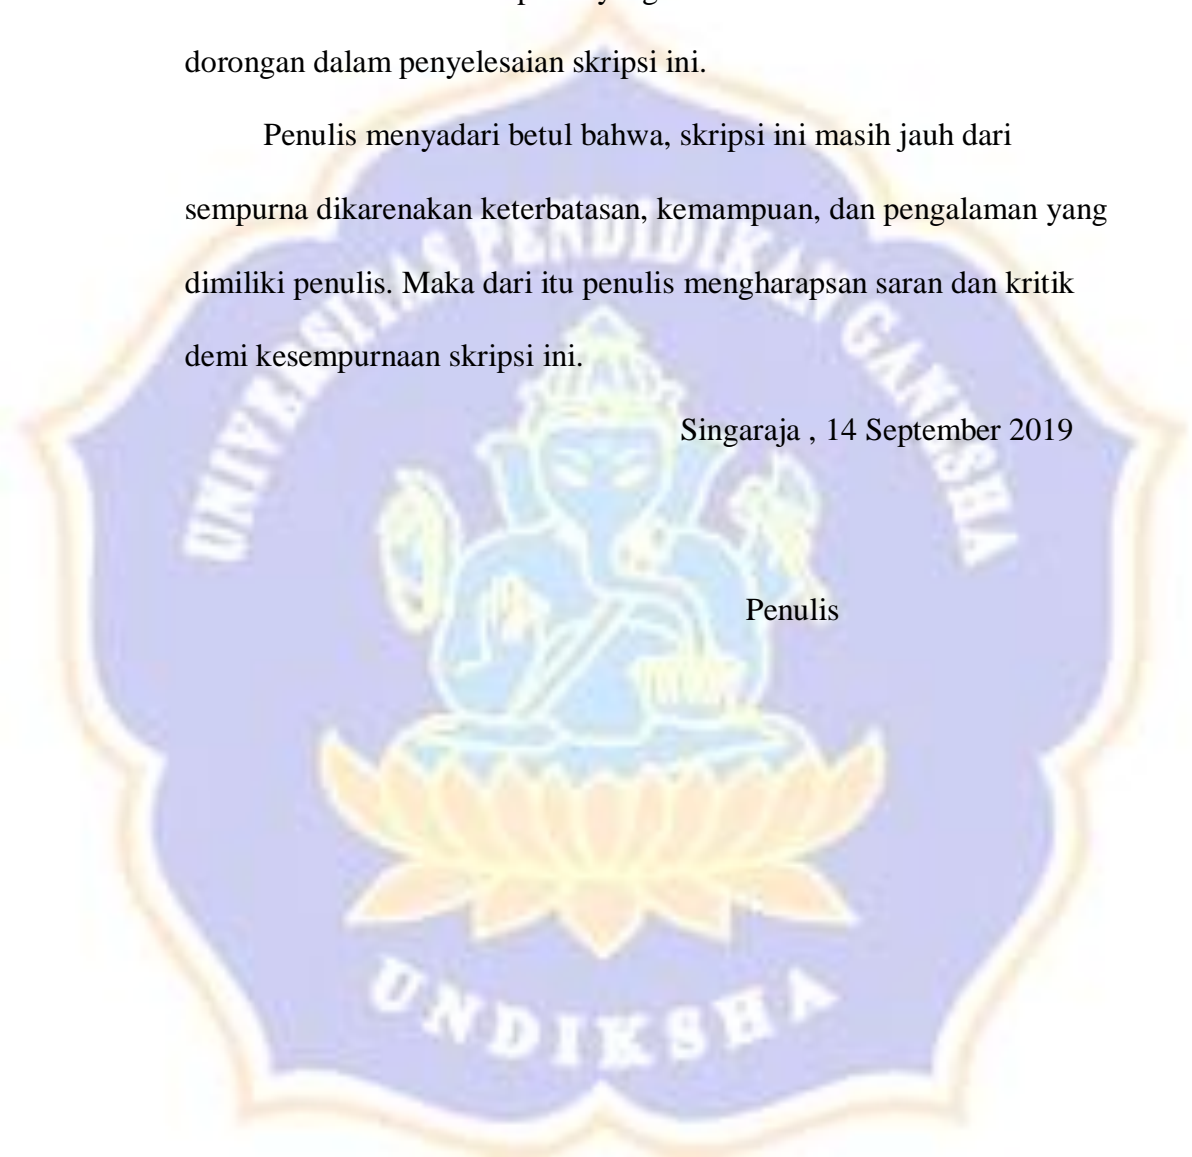 dorongan dalam penyelesaian skripsi ini.
Penulis menyadari betul bahwa, skripsi ini masih jauh dari
sempurna dikarenakan keterbatasan, kemampuan, dan pengalaman yang
dimiliki penulis. Maka dari itu penulis mengharapsan saran dan kritik
demi kesempurnaan skripsi ini.
Singaraja , 14 September 2019
Penulis
UNIVERSITAS PENDIDIKAN GANESHA
UNDIKSHA